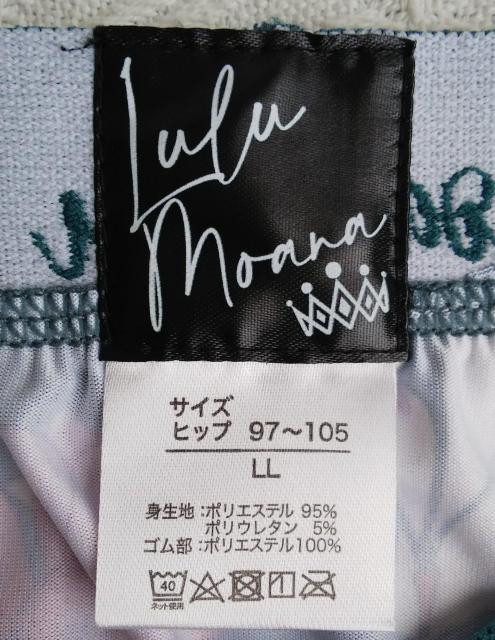 Lulu
Moana
サイズ
ヒップ 97～105
LL
身生地：ポリエステル 95%
ポリウレタン 5%
ゴム部：ポリエステル100%
40
ネット使用